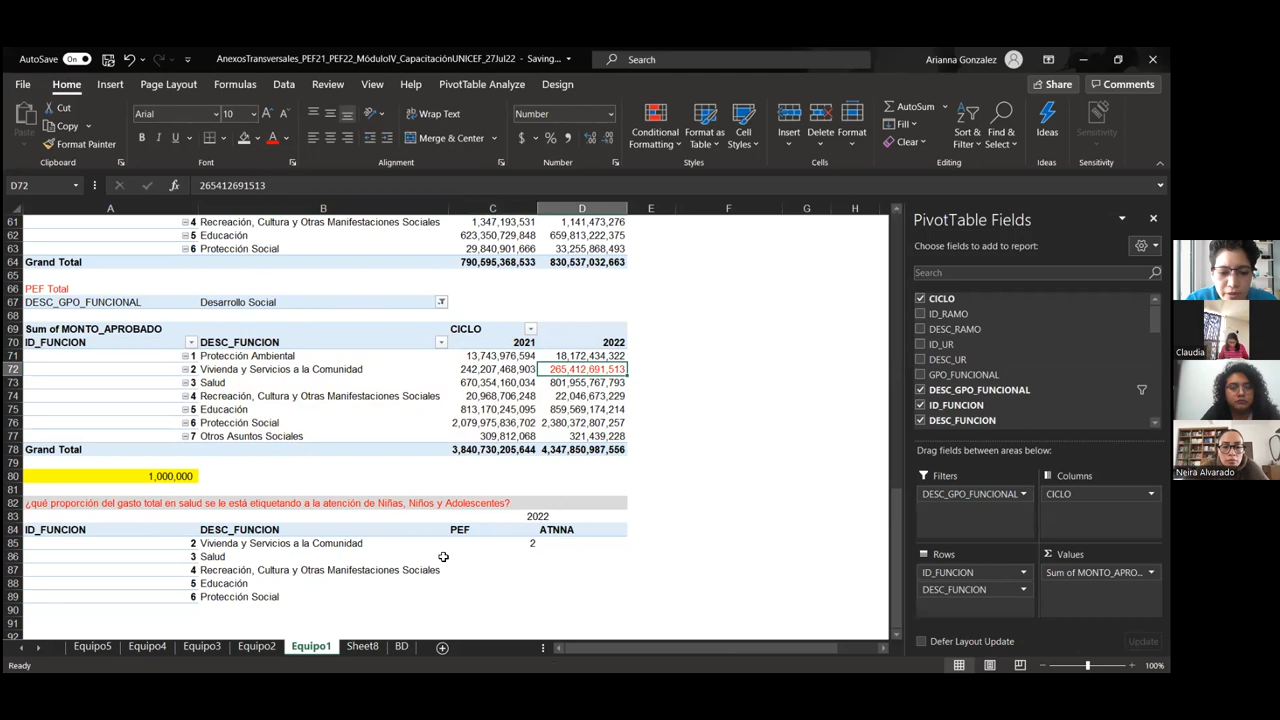 AutoSave On AnexosTransversales_PEF21_PEF22_MóduloIV_CapacitaciónUNICEF_27Jul22 - Saving... Search Arianna Gonzalez
File Home Insert Page Layout Formulas Data Review View Help PivotTable Analyze Design Share Comments
Cut
Copy
Format Painter
Paste
Arial 10
B I U
Wrap Text
Merge & Center
Number
$ %
Conditional Formatting
Format as Table
Cell Styles
Insert Delete Format
AutoSum
Fill
Clear
Sort & Filter
Find & Select
Ideas
Sensitivity
Clipboard Font Alignment Number Styles Cells Editing Ideas Sensitivity
D72 fx 265412691513
A B C D E F G H
61 4 Recreación, Cultura y Otras Manifestaciones Sociales 1,347,193,531 1,141,473,276
62 5 Educación 623,350,729,848 659,813,222,375
63 6 Protección Social 29,840,901,666 33,255,868,493
64 Grand Total 790,595,368,533 830,537,032,663
65
66 PEF Total
67 DESC_GPO_FUNCIONAL Desarrollo Social
68
69 Sum of MONTO_APROBADO CICLO
70 ID_FUNCION DESC_FUNCION 2021 2022
71 1 Protección Ambiental 13,743,976,594 18,172,434,322
72 2 Vivienda y Servicios a la Comunidad 242,207,468,903 265,412,691,513
73 3 Salud 670,354,160,034 801,955,767,793
74 4 Recreación, Cultura y Otras Manifestaciones Sociales 20,968,706,248 22,046,673,229
75 5 Educación 813,170,245,095 859,569,174,214
76 6 Protección Social 2,079,975,836,702 2,380,372,807,257
77 7 Otros Asuntos Sociales 309,812,068 321,439,228
78 Grand Total 3,840,730,205,644 4,347,850,987,556
79
80 1,000,000
81
82 ¿qué proporción del gasto total en salud se le está etiquetando a la atención de Niñas, Niños y Adolescentes?
83 2022
84 ID_FUNCION DESC_FUNCION PEF ATNNA
85 2 Vivienda y Servicios a la Comunidad 2
86 3 Salud
87 4 Recreación, Cultura y Otras Manifestaciones Sociales
88 5 Educación
89 6 Protección Social
90
91
92
Equipo5 Equipo4 Equipo3 Equipo2 Equipo1 Sheet8 BD
Ready 100%
PivotTable Fields
Choose fields to add to report:
Search
CICLO
ID_RAMO
DESC_RAMO
ID_UR
DESC_UR
GPO_FUNCIONAL
DESC_GPO_FUNCIONAL
ID_FUNCION
DESC_FUNCION
Drag fields between areas below:
Filters Columns
DESC_GPO_FUNCIONAL CICLO
Rows Σ Values
ID_FUNCION Sum of MONTO_APRO...
DESC_FUNCION
Defer Layout Update Update
Claudia
Neira Alvarado